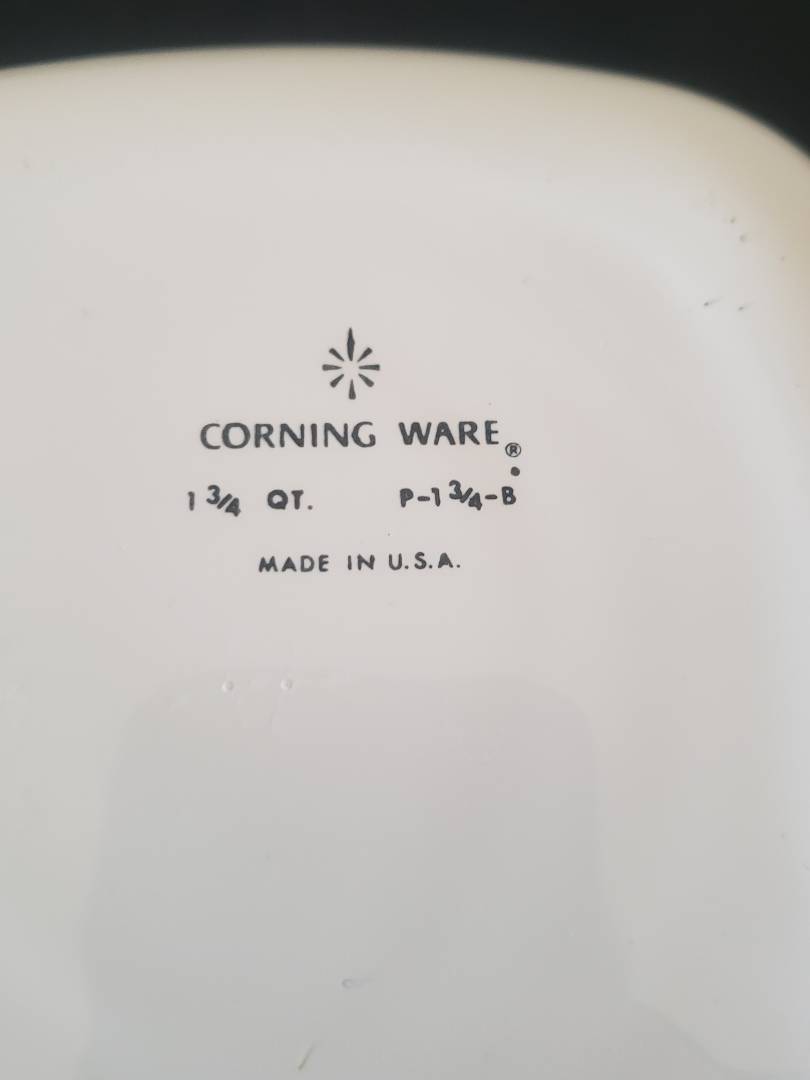 CORNING WARE®
1 3/4 QT. P-1 3/4-B
MADE IN U.S.A.